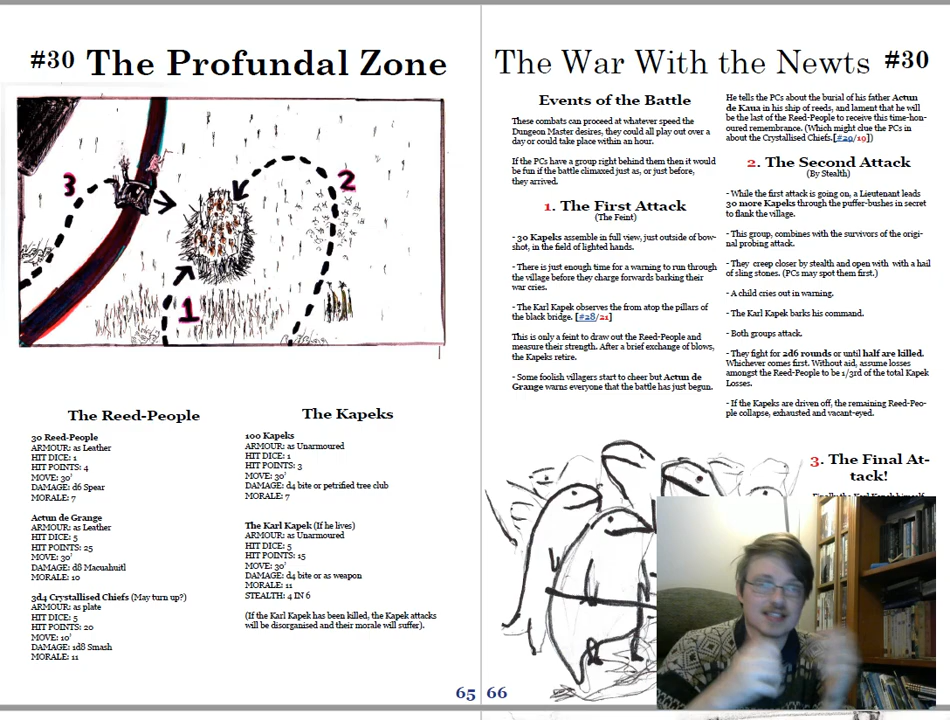 #30 The Profundal Zone
3
2
1
The Reed-People
30 Reed-People
ARMOUR: as Leather
HIT DICE: 1
HIT POINTS: 4
MOVE: 30'
DAMAGE: d6 Spear
MORALE: 7
Actun de Grange
ARMOUR: as Leather
HIT DICE: 5
HIT POINTS: 25
MOVE: 30'
DAMAGE: d8 Macuahuitl
MORALE: 10
3d4 Crystallised Chiefs (May turn up?)
ARMOUR: as plate
HIT DICE: 5
HIT POINTS: 20
MOVE: 10'
DAMAGE: 1d8 Smash
MORALE: 11
The Kapeks
100 Kapeks
ARMOUR: as Unarmoured
HIT DICE: 1
HIT POINTS: 3
MOVE: 30'
DAMAGE: d4 bite or petrified tree club
MORALE: 7
The Karl Kapek (If he lives)
ARMOUR: as Unarmoured
HIT DICE: 5
HIT POINTS: 15
MOVE: 30'
DAMAGE: d4 bite or as weapon
MORALE: 11
STEALTH: 4 IN 6
(If the Karl Kapek has been killed, the Kapek attacks
will be disorganised and their morale will suffer).
65
The War With the Newts #30
Events of the Battle
These combats can proceed at whatever speed the
Dungeon Master desires, they could all play out over a
day or could take place within an hour.
If the PCs have a group right behind them then it would
be fun if the battle climaxed just as, or just before,
they arrived.
1. The First Attack
(The Feint)
- 30 Kapeks assemble in full view, just outside of bow-
shot, in the field of lighted hands.
- There is just enough time for a warning to run through
the village before they charge forwards barking their
war cries.
- The Karl Kapek observes the from atop the pillars of
the black bridge. [#28/21]
This is only a feint to draw out the Reed-People and
measure their strength. After a brief exchange of blows,
the Kapeks retire.
- Some foolish villagers start to cheer but Actun de
Grange warns everyone that the battle has just begun.
He tells the PCs about the burial of his father Actun
de Kaua in his ship of reeds, and lament that he will
be the last of the Reed-People to receive this time-hon-
oured remembrance. (Which might clue the PCs in
about the Crystallised Chiefs.[#29/19])
2. The Second Attack
(By Stealth)
- While the first attack is going on, a Lieutenant leads
30 more Kapeks through the puffer-bushes in secret
to flank the village.
- This group, combines with the survivors of the origi-
nal probing attack.
- They creep closer by stealth and open with with a hail
of sling stones. (PCs may spot them first.)
- A child cries out in warning.
- The Karl Kapek barks his command.
- Both groups attack.
- They fight for 2d6 rounds or until half are killed.
Whichever comes first. Without aid, assume losses
amongst the Reed-People to be 1/3rd of the total Kapek
Losses.
- If the Kapeks are driven off, the remaining Reed-Peo-
ple collapse, exhausted and vacant-eyed.
3. The Final At-
tack!
66